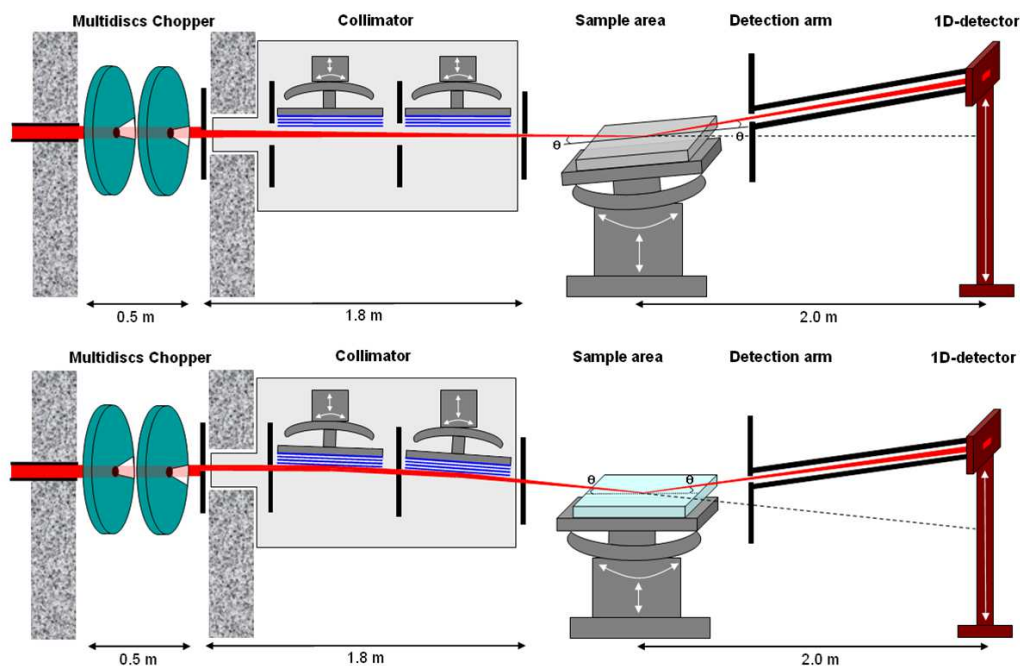 Multidiscs Chopper Collimator Sample area Detection arm 1D-detector
θ θ
0.5 m 1.8 m 2.0 m
Multidiscs Chopper Collimator Sample area Detection arm 1D-detector
θ θ
0.5 m 1.8 m 2.0 m